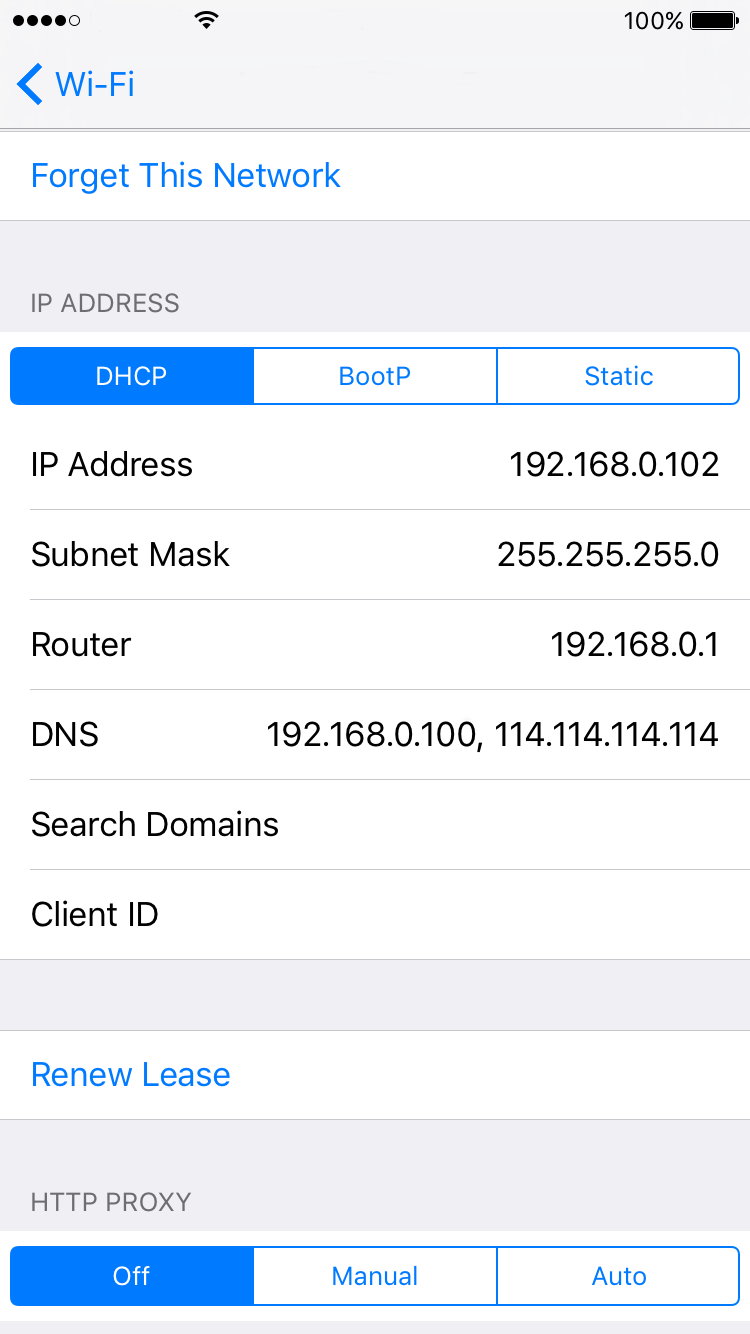 100%
Wi-Fi
Forget This Network
IP ADDRESS
DHCP BootP Static
IP Address 192.168.0.102
Subnet Mask 255.255.255.0
Router 192.168.0.1
DNS 192.168.0.100, 114.114.114.114
Search Domains
Client ID
Renew Lease
HTTP PROXY
Off Manual Auto